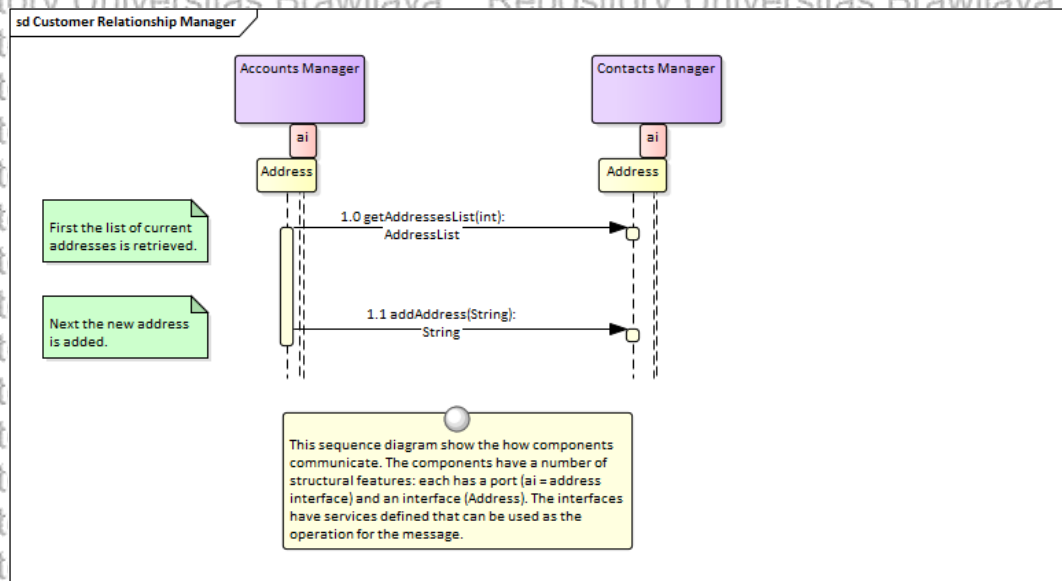 Repository Universitas Brawijaya
sd Customer Relationship Manager
Accounts Manager
Contacts Manager
ai
ai
Address
Address
First the list of current
addresses is retrieved.
1.0 getAddressesList(int):
AddressList
Next the new address
is added.
1.1 addAddress(String):
String
This sequence diagram show the how components
communicate. The components have a number of
structural features: each has a port (ai = address
interface) and an interface (Address). The interfaces
have services defined that can be used as the
operation for the message.